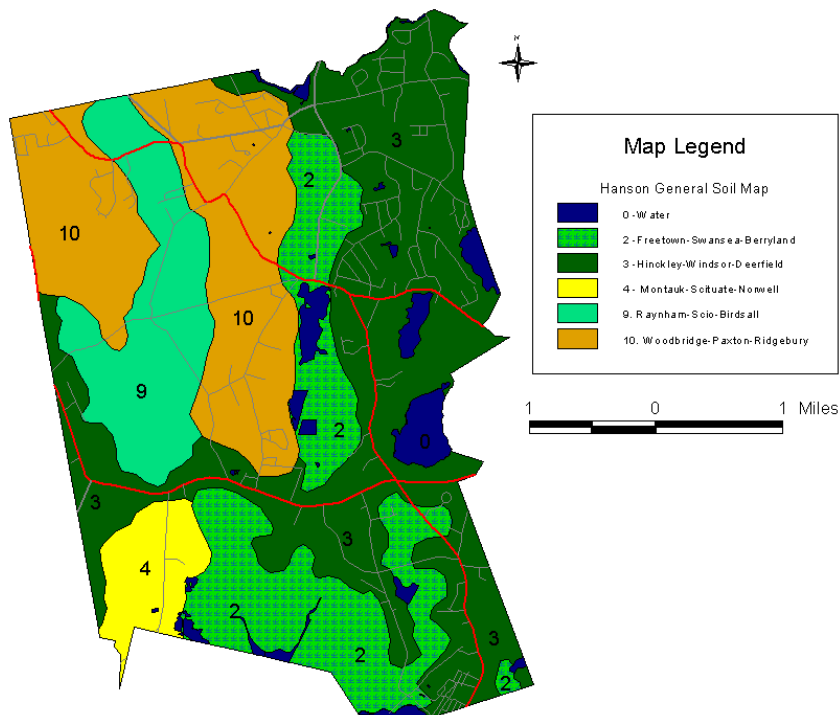 N
Map Legend
Hanson General Soil Map
0 - Water
2 - Freetown-Swansea-Berryland
3 - Hinckley-Windsor-Deerfield
4 - Montauk-Scituate-Norwell
9. Raynham-Scio-Birdsall
10. Woodbridge-Paxton-Ridgebury
1 0 1 Miles
3
2
10
10
9
2
0
3
3
4
2
2
3
2